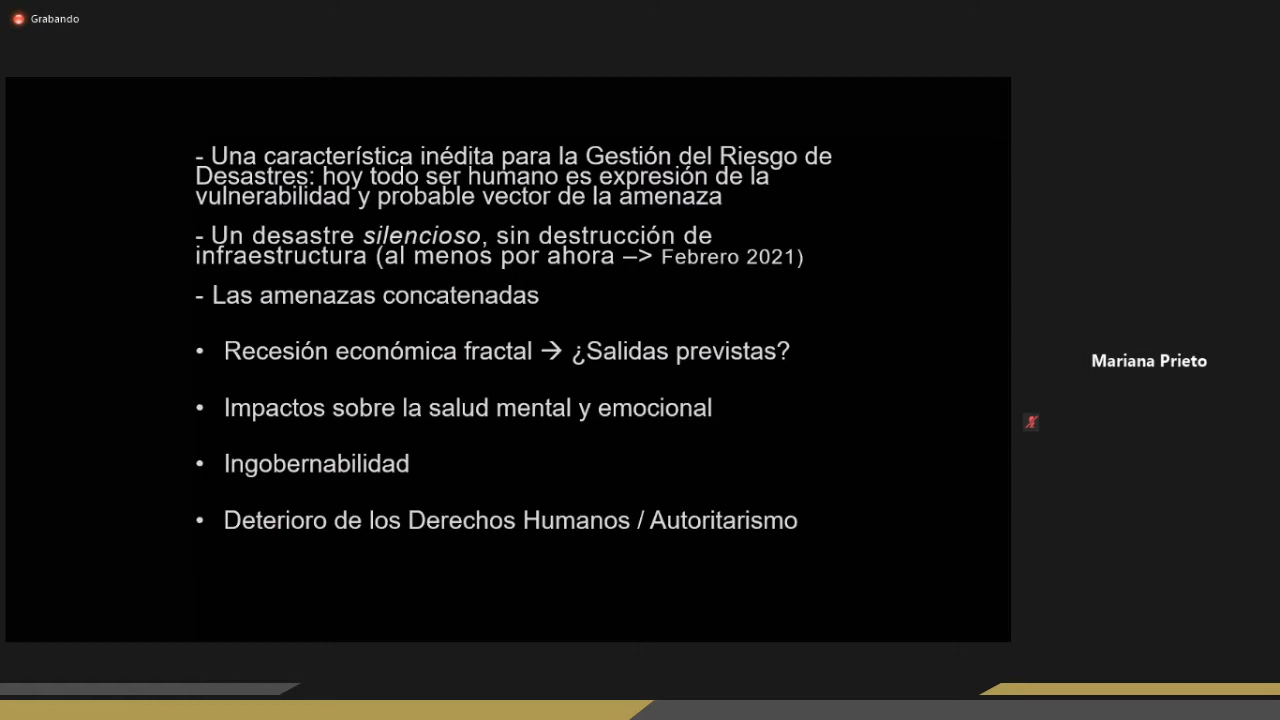 Grabando
- Una característica inédita para la Gestión del Riesgo de
Desastres: hoy todo ser humano es expresión de la
vulnerabilidad y probable vector de la amenaza
- Un desastre silencioso, sin destrucción de
infraestructura (al menos por ahora –> Febrero 2021)
- Las amenazas concatenadas
• Recesión económica fractal → ¿Salidas previstas?
Mariana Prieto
• Impactos sobre la salud mental y emocional
• Ingobernabilidad
• Deterioro de los Derechos Humanos / Autoritarismo